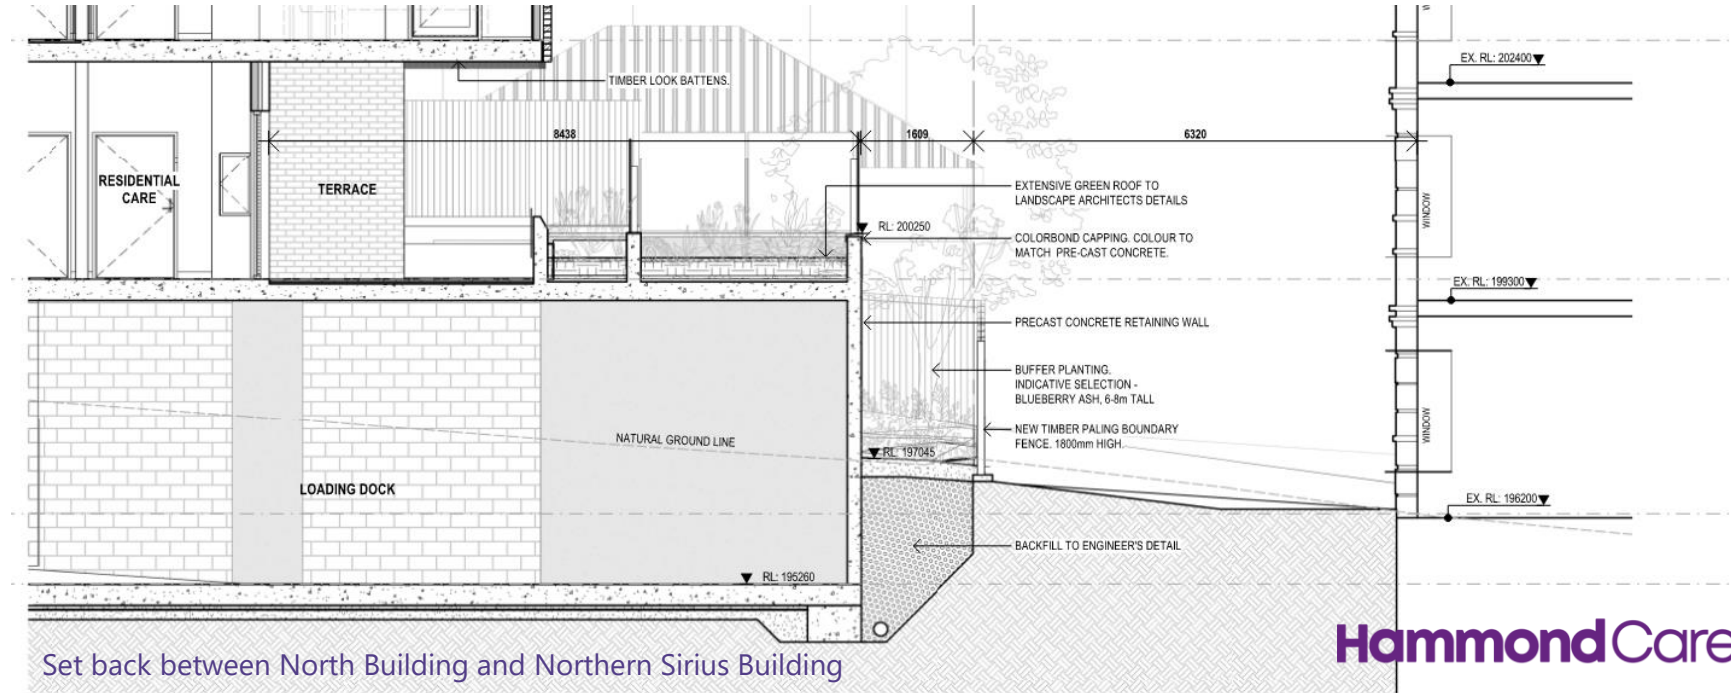 EX. RL: 202400
TIMBER LOOK BATTENS.
8438
1609
6320
RESIDENTIAL
CARE
TERRACE
EXTENSIVE GREEN ROOF TO
LANDSCAPE ARCHITECTS DETAILS
WINDOW
RL: 200250
COLORBOND CAPPING. COLOUR TO
MATCH PRE-CAST CONCRETE.
EX. RL: 199300
PRECAST CONCRETE RETAINING WALL
BUFFER PLANTING.
INDICATIVE SELECTION -
BLUEBERRY ASH, 6-8m TALL
NATURAL GROUND LINE
NEW TIMBER PALING BOUNDARY
FENCE. 1800mm HIGH.
WINDOW
RL: 197045
LOADING DOCK
EX. RL: 196200
BACKFILL TO ENGINEER'S DETAIL
RL: 195260
HammondCare
Set back between North Building and Northern Sirius Building